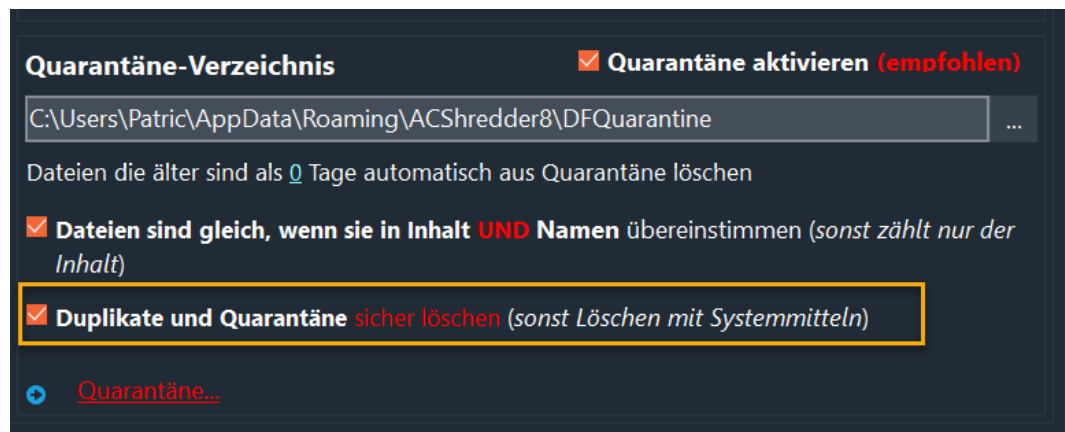 Quarantäne-Verzeichnis
Quarantäne aktivieren (empfohlen)
C:\Users\Patric\AppData\Roaming\ACShredder8\DFQuarantine
...
Dateien die älter sind als 0 Tage automatisch aus Quarantäne löschen
Dateien sind gleich, wenn sie in Inhalt UND Namen übereinstimmen (sonst zählt nur der
Inhalt)
Duplikate und Quarantäne sicher löschen (sonst Löschen mit Systemmitteln)
Quarantäne...